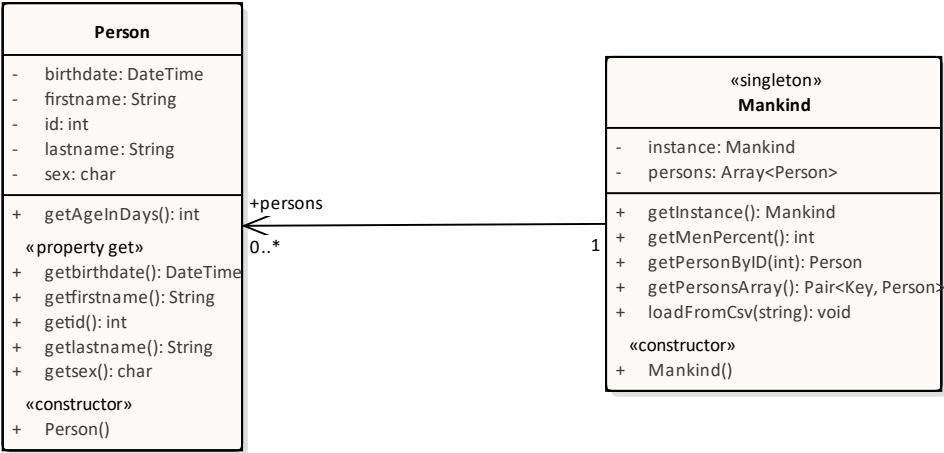 Person
- birthdate: DateTime
- firstname: String
- id: int
- lastname: String
- sex: char
+ getAgeInDays(): int
«property get»
+ getbirthdate(): DateTime
+ getfirstname(): String
+ getid(): int
+ getlastname(): String
+ getsex(): char
«constructor»
+ Person()
+persons
0..*
1
«singleton»
Mankind
- instance: Mankind
- persons: Array<Person>
+ getInstance(): Mankind
+ getMenPercent(): int
+ getPersonByID(int): Person
+ getPersonsArray(): Pair<Key, Person>
+ loadFromCsv(string): void
«constructor»
+ Mankind()